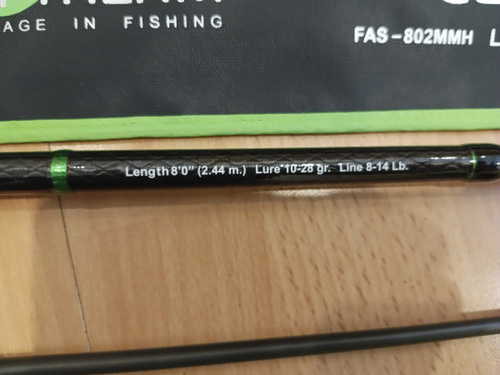 AGE IN FISHING
FAS-802MMH L
Length 8'0" (2.44 m.) Lure 10-28 gr. Line 8-14 Lb.